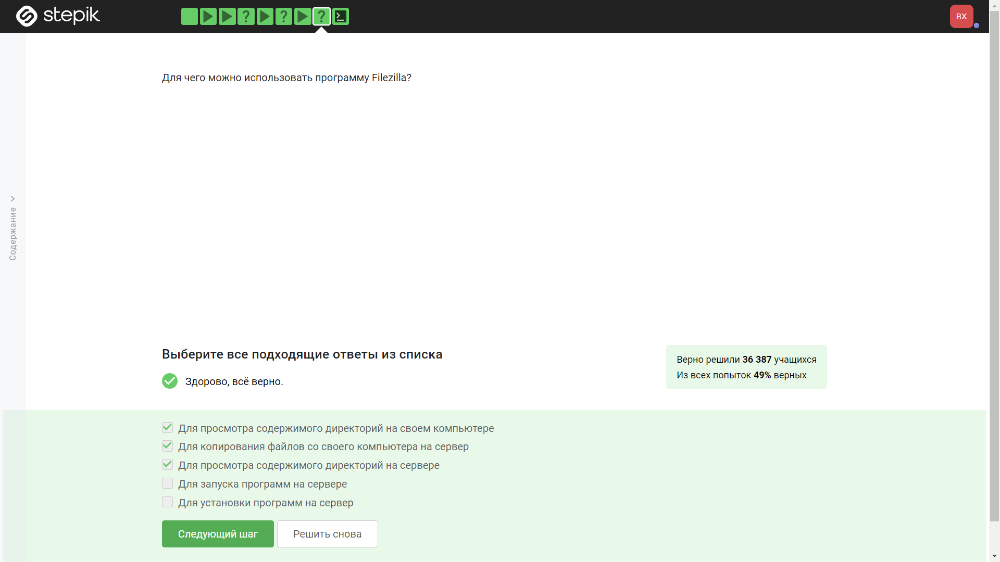 stepik
BX
Содержание
Для чего можно использовать программу Filezilla?
Выберите все подходящие ответы из списка
Здорово, всё верно.
Верно решили 36 387 учащихся
Из всех попыток 49% верных
Для просмотра содержимого директорий на своем компьютере
Для копирования файлов со своего компьютера на сервер
Для просмотра содержимого директорий на сервере
Для запуска программ на сервере
Для установки программ на сервер
Следующий шаг
Решить снова